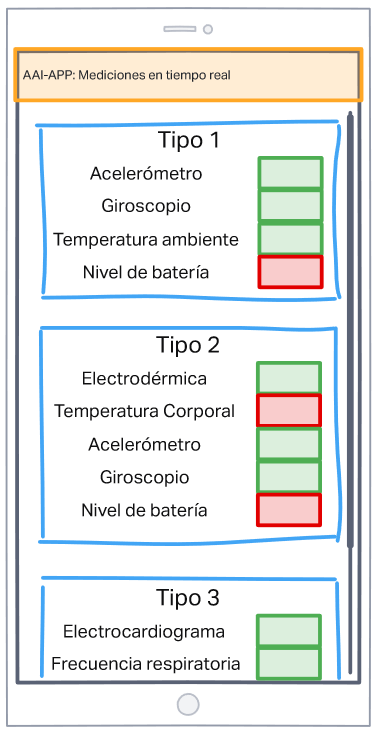 AAI-APP: Mediciones en tiempo real
Tipo 1
Acelerómetro
Giroscopio
Temperatura ambiente
Nivel de batería
Tipo 2
Electrodérmica
Temperatura Corporal
Acelerómetro
Giroscopio
Nivel de batería
Tipo 3
Electrocardiograma
Frecuencia respiratoria